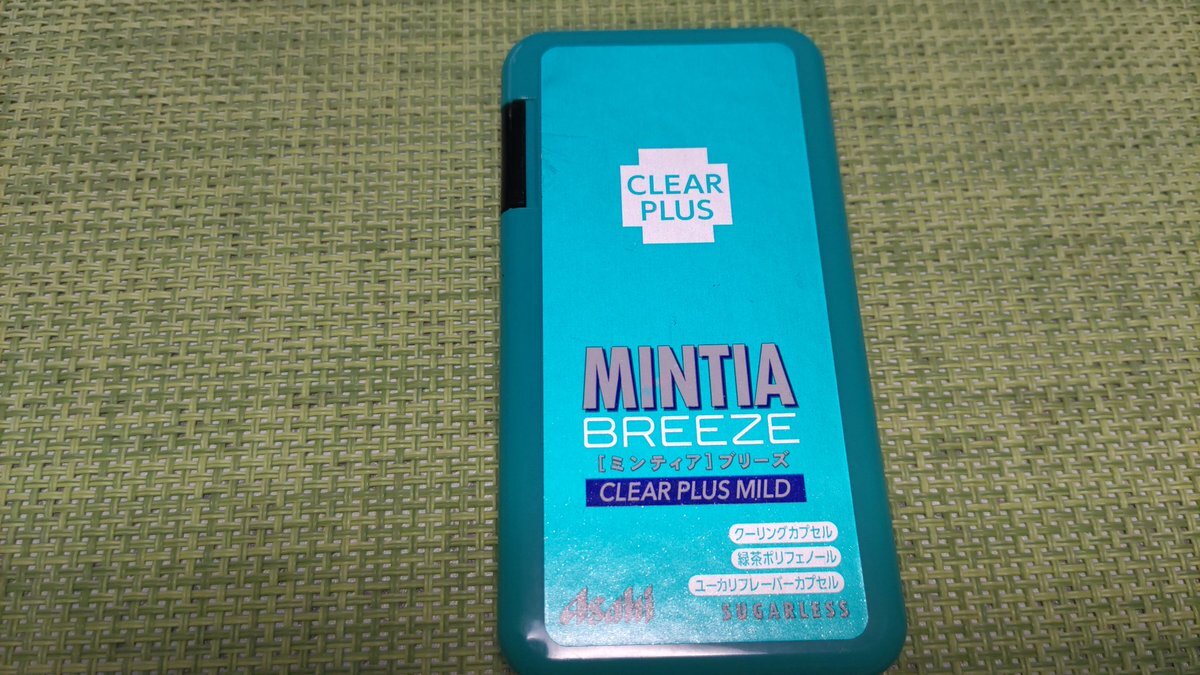 CLEAR
PLUS
MINTIA
BREEZE
[ミンティア]ブリーズ
CLEAR PLUS MILD
クーリングカプセル
緑茶ポリフェノール
ユーカリフレーバーカプセル
Asahi
SUGARLESS